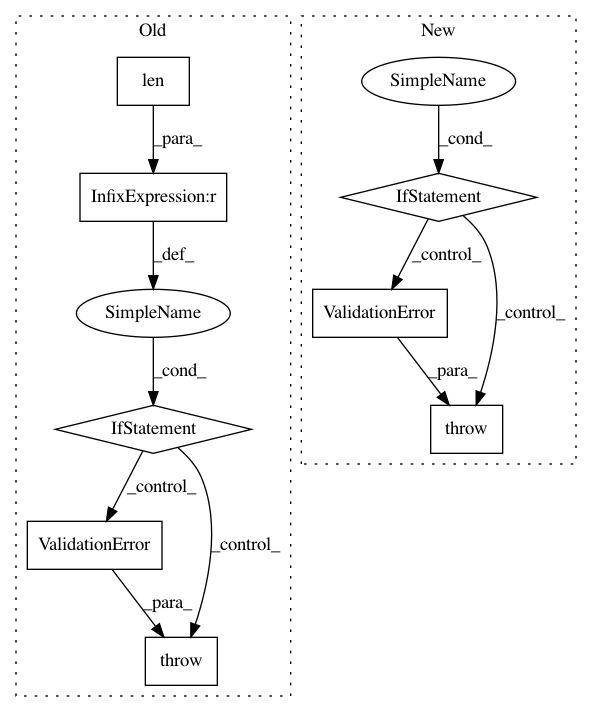 Old
len
_para_
InfixExpression:r
_def_
SimpleName
_cond_
IfStatement
_control_
ValidationError
_control_
_para_
throw
New
SimpleName
_cond_
IfStatement
_control_
ValidationError
_control_
_para_
throw